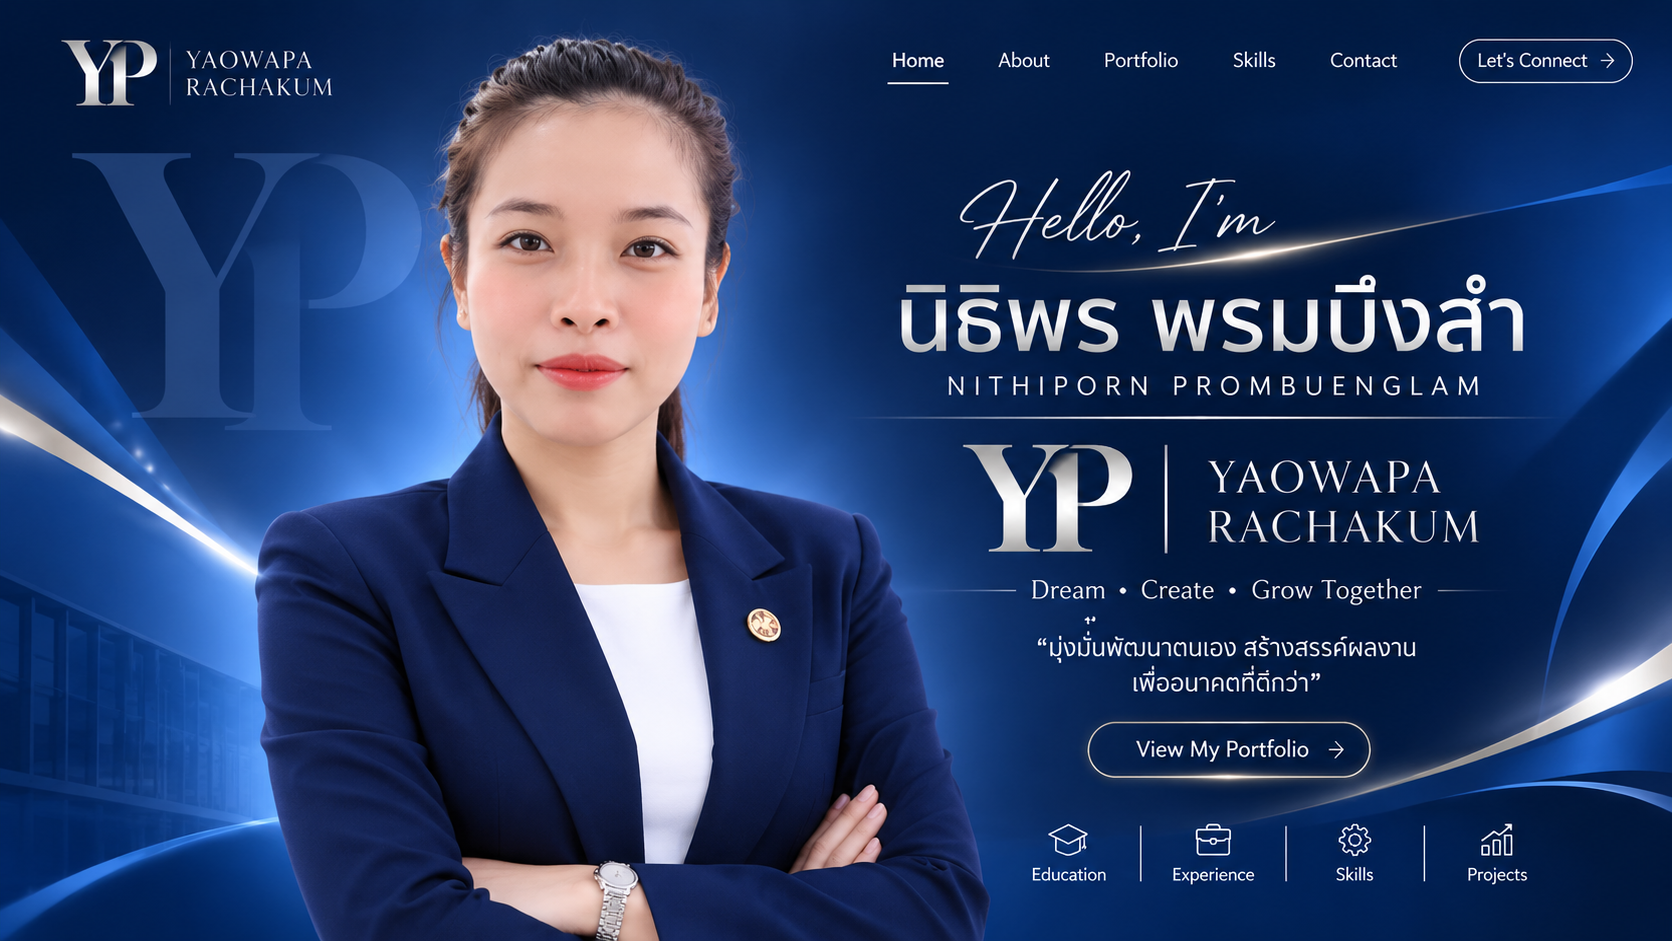 YP YAOWAPA
RACHAKUM
Home About Portfolio Skills Contact Let's Connect →
YP
Hello, I'm
นิธิพร พรมบึงสำ
NITHIPORN PROMBUENGLAM
YP YAOWAPA
RACHAKUM
Dream • Create • Grow Together
“มุ่งมั่นพัฒนาตนเอง สร้างสรรค์ผลงาน
เพื่ออนาคตที่ดีกว่า”
View My Portfolio →
Education Experience Skills Projects